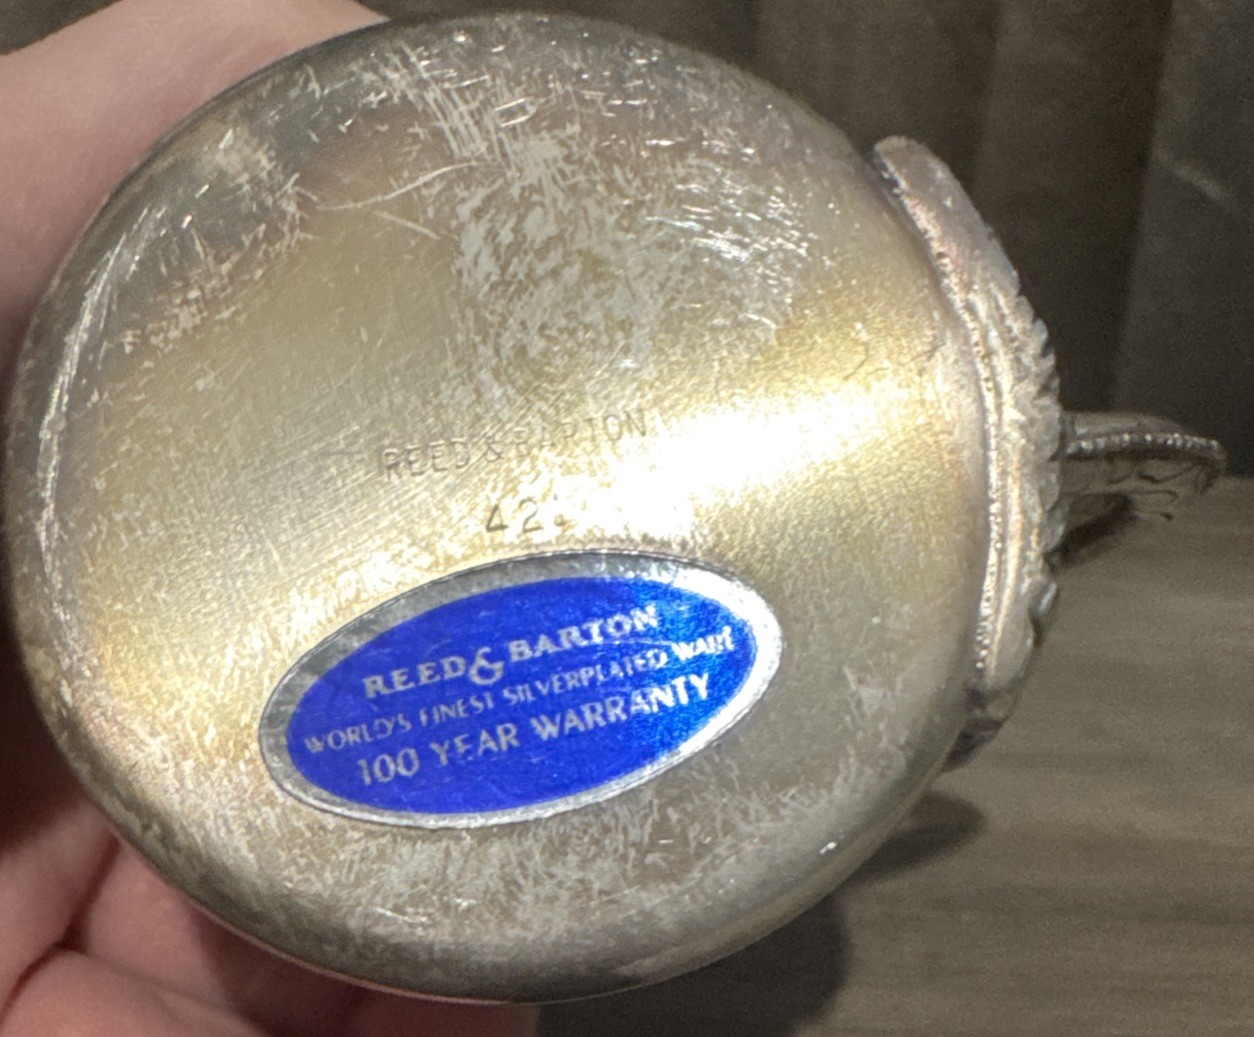 REED & BARTON
REED & BARTON
WORLD'S FINEST SILVERPLATED WARE
100 YEAR WARRANTY